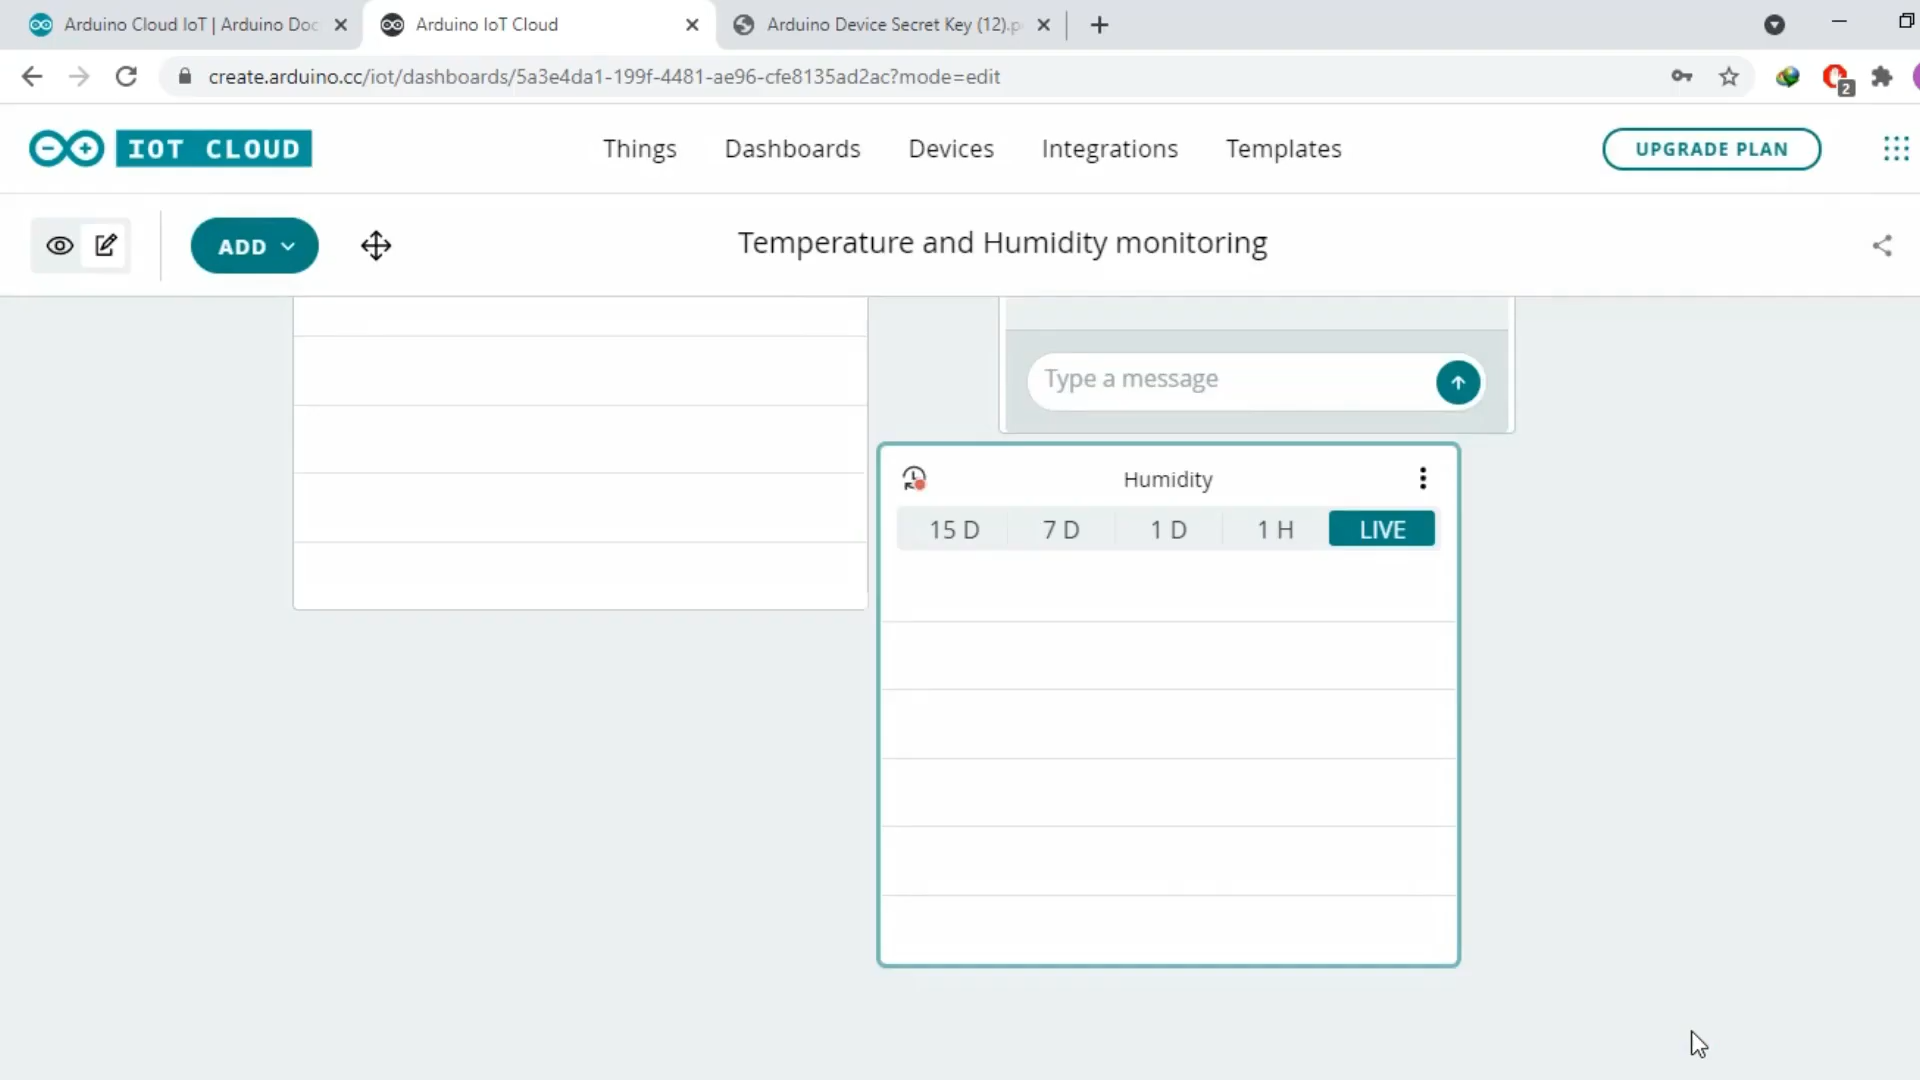 Arduino Cloud IoT | Arduino Doc
Arduino IoT Cloud
Arduino Device Secret Key (12).p
create.arduino.cc/iot/dashboards/5a3e4da1-199f-4481-ae96-cfe8135ad2ac?mode=edit
2
IOT CLOUD
Things
Dashboards
Devices
Integrations
Templates
UPGRADE PLAN
ADD
Temperature and Humidity monitoring
Type a message
Humidity
15 D
7 D
1 D
1 H
LIVE